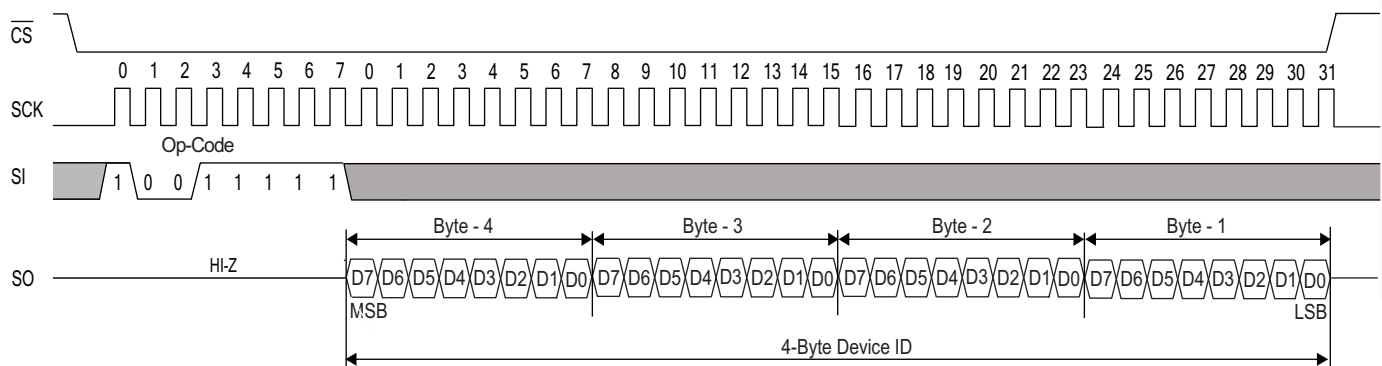 CS
0 1 2 3 4 5 6 7 0 1 2 3 4 5 6 7 8 9 10 11 12 13 14 15 16 17 18 19 20 21 22 23 24 25 26 27 28 29 30 31
SCK
Op-Code
SI 1 0 0 1 1 1 1 1
Byte - 4 Byte - 3 Byte - 2 Byte - 1
HI-Z
SO D7 D6 D5 D4 D3 D2 D1 D0 D7 D6 D5 D4 D3 D2 D1 D0 D7 D6 D5 D4 D3 D2 D1 D0 D7 D6 D5 D4 D3 D2 D1 D0
MSB LSB
4-Byte Device ID